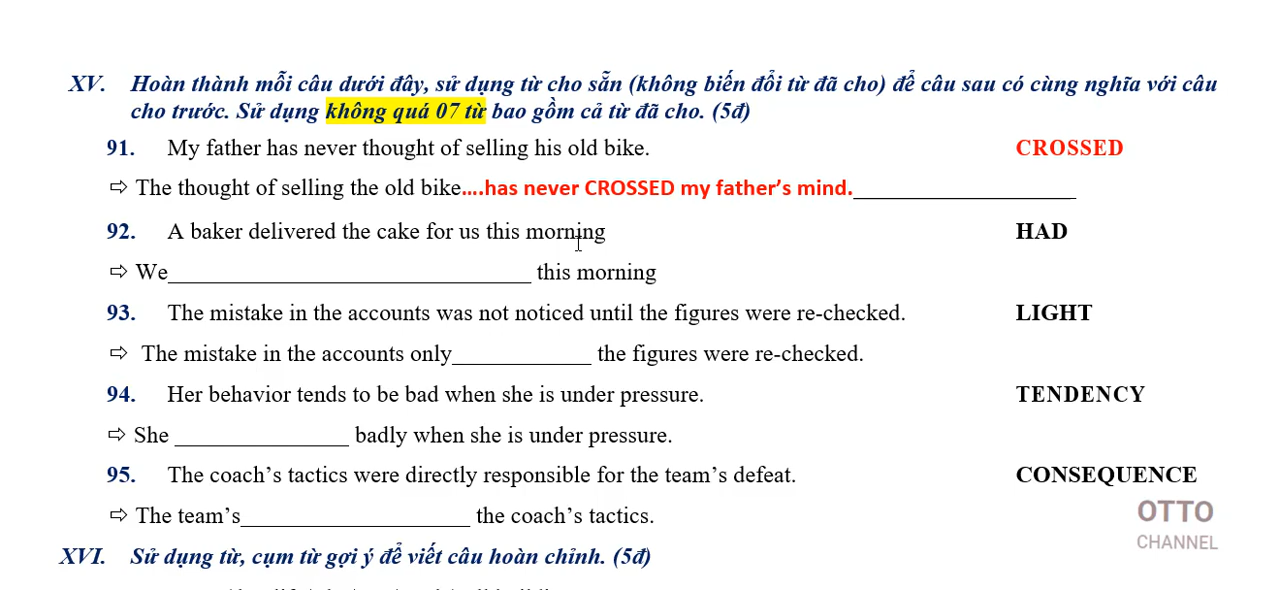 XV. Hoàn thành mỗi câu dưới đây, sử dụng từ cho sẵn (không biến đổi từ đã cho) để câu sau có cùng nghĩa với câu
cho trước. Sử dụng không quá 07 từ bao gồm cả từ đã cho. (5đ)
91. My father has never thought of selling his old bike. CROSSED
⇨ The thought of selling the old bike....has never CROSSED my father's mind.____________________
92. A baker delivered the cake for us this morning HAD
⇨ We________________________________ this morning
93. The mistake in the accounts was not noticed until the figures were re-checked. LIGHT
⇨ The mistake in the accounts only____________ the figures were re-checked.
94. Her behavior tends to be bad when she is under pressure. TENDENCY
⇨ She _______________ badly when she is under pressure.
95. The coach's tactics were directly responsible for the team's defeat. CONSEQUENCE
⇨ The team's____________________ the coach's tactics.
OTTO
CHANNEL
XVI. Sử dụng từ, cụm từ gợi ý để viết câu hoàn chỉnh. (5đ)